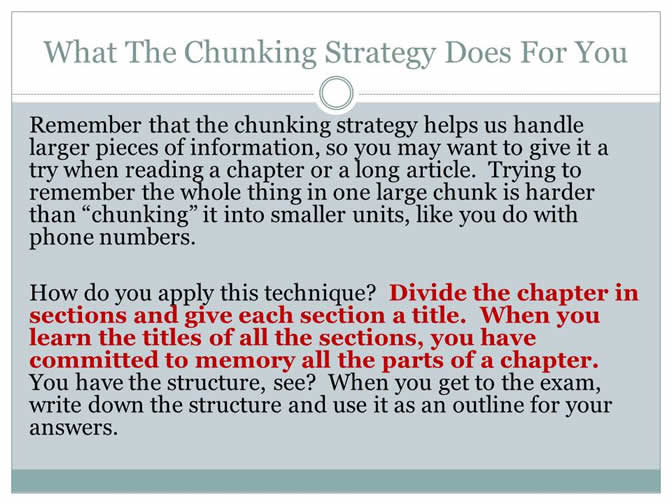 What The Chunking Strategy Does For You
Remember that the chunking strategy helps us handle
larger pieces of information, so you may want to give it a
try when reading a chapter or a long article.  Trying to
remember the whole thing in one large chunk is harder
than “chunking” it into smaller units, like you do with
phone numbers.
How do you apply this technique?  Divide the chapter in
sections and give each section a title.  When you
learn the titles of all the sections, you have
committed to memory all the parts of a chapter.
You have the structure, see?  When you get to the exam,
write down the structure and use it as an outline for your
answers.